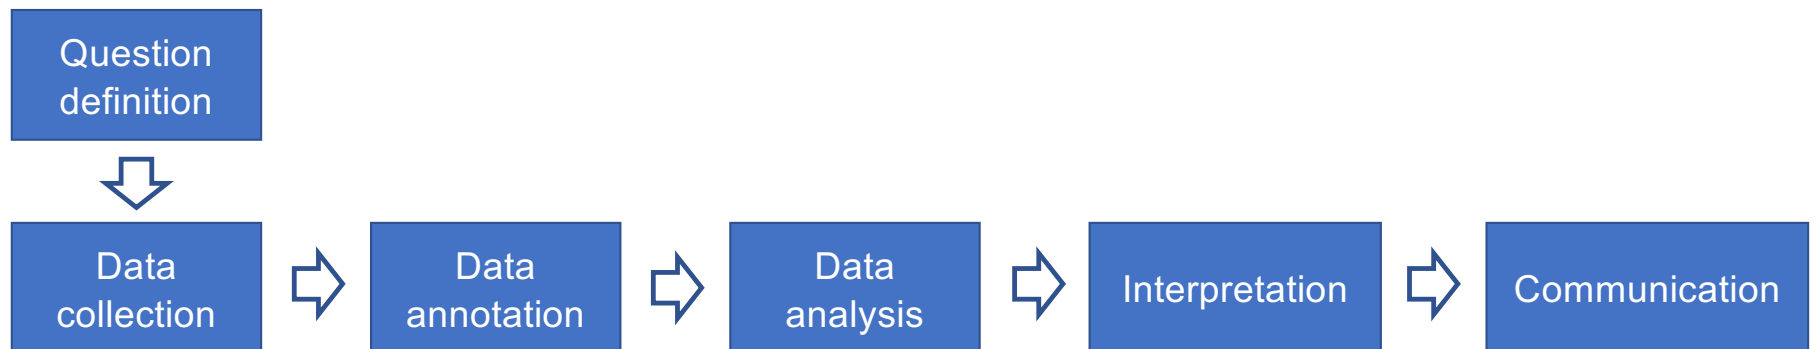 Question
definition
Data
collection
Data
annotation
Data
analysis
Interpretation
Communication